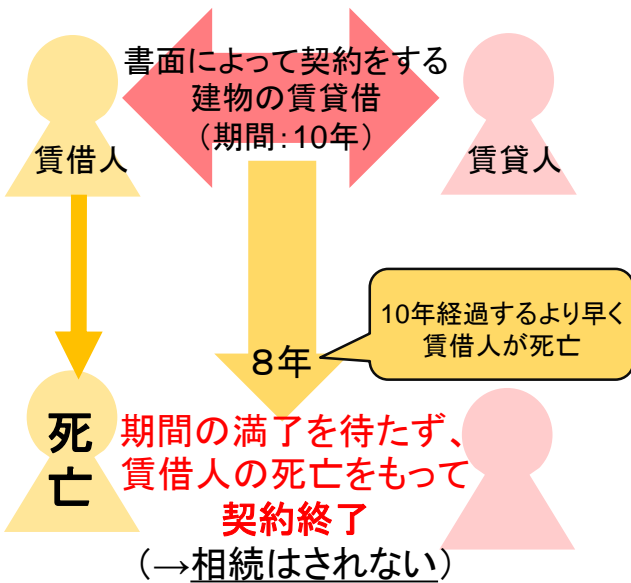 書面によって契約をする
建物の賃貸借
（期間：10年）
賃借人
賃貸人
10年経過するより早く
賃借人が死亡
８年
死亡
期間の満了を待たず、
賃借人の死亡をもって
契約終了
（→相続はされない）